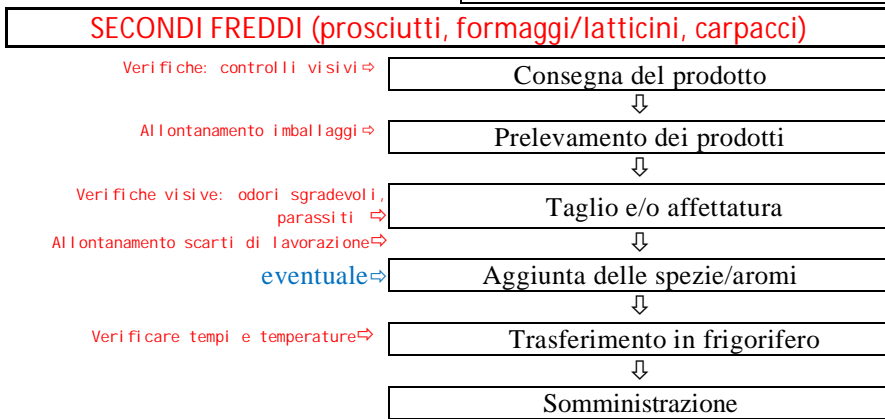 SECONDI FREDDI (prosciutti, formaggi/latticini, carpacci)
Verifiche: controlli visivi⇨
Consegna del prodotto
⇩
Allontanamento imballaggi⇨
Prelevamento dei prodotti
⇩
Verifiche visive: odori sgradevoli,
parassiti ⇨
Taglio e/o affettatura
Allontanamento scarti di lavorazione⇨
⇩
eventuale⇨
Aggiunta delle spezie/aromi
⇩
Verificare tempi e temperature⇨
Trasferimento in frigorifero
⇩
Somministrazione